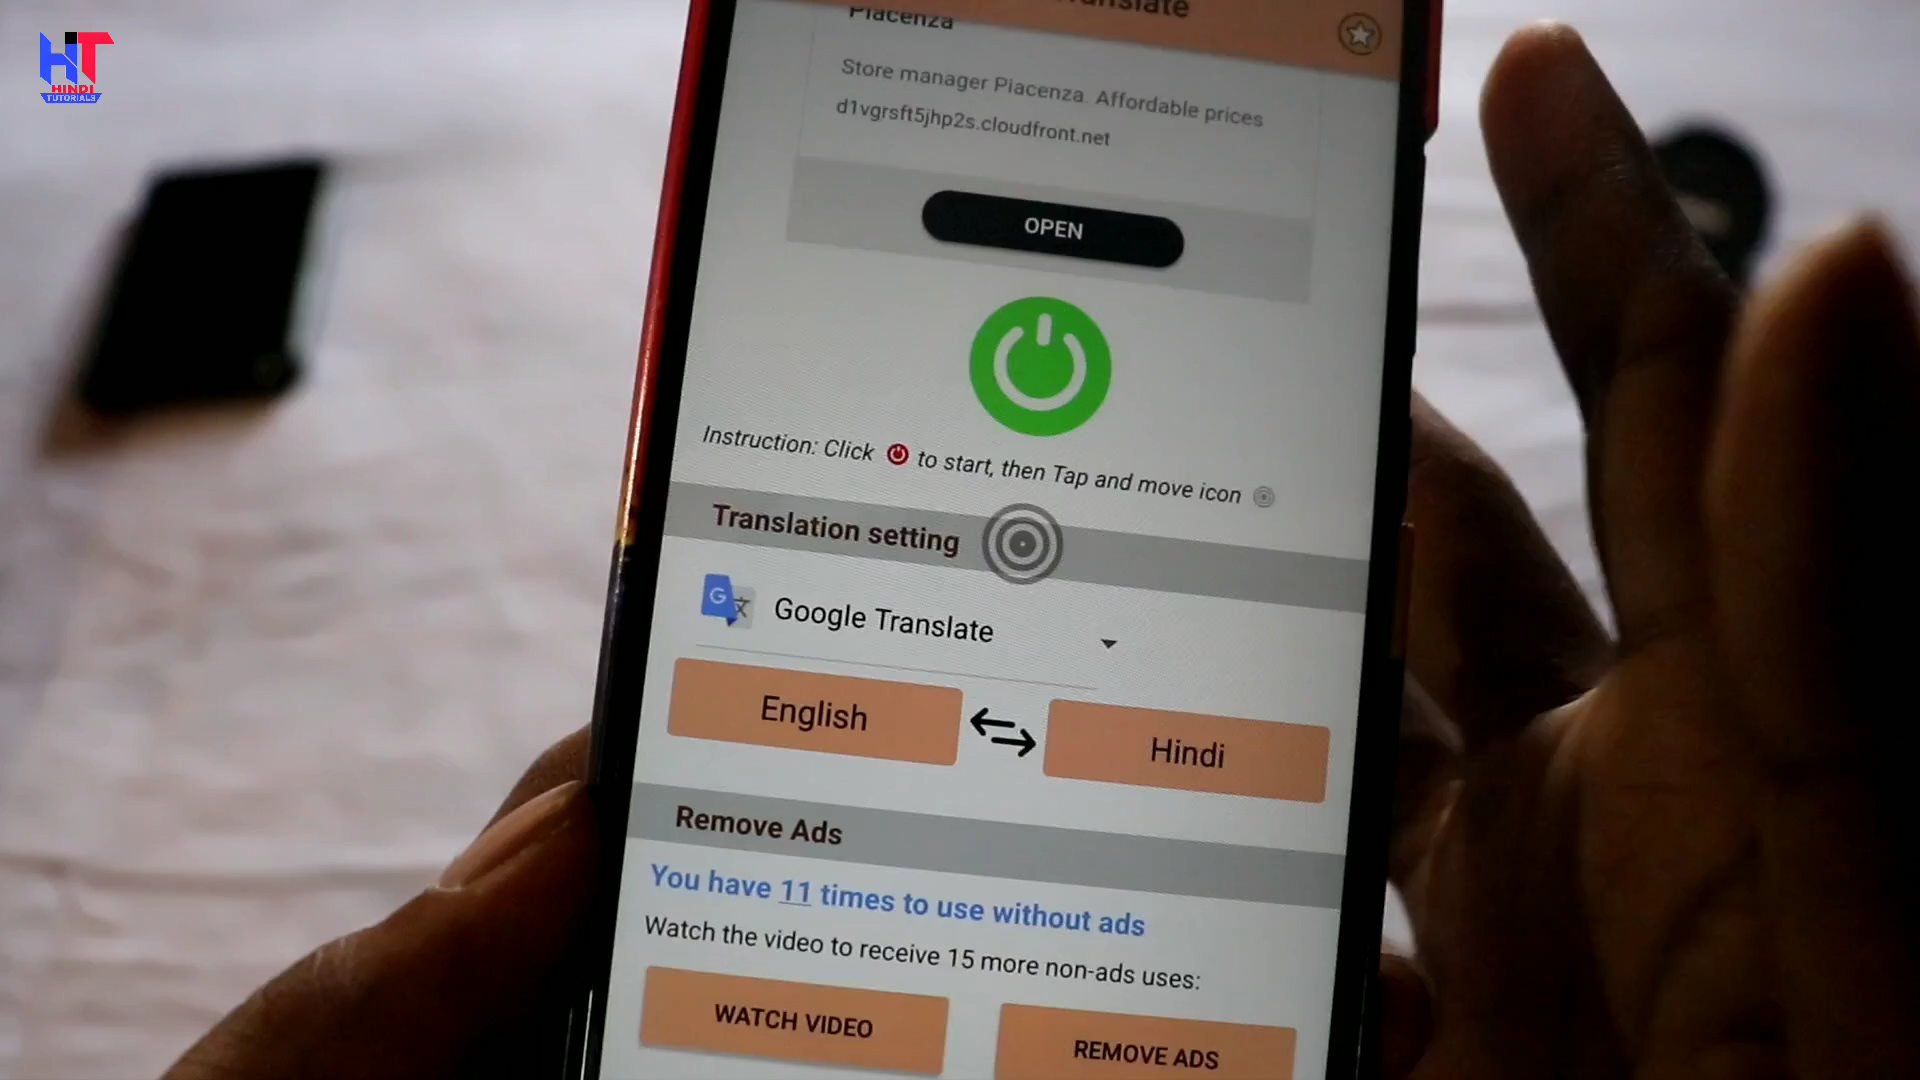 HT
HINDI
TUTORIALS
Translate
Piacenza
Store manager Piacenza. Affordable prices
d1vgrsft5jhp2s.cloudfront.net
OPEN
Instruction: Click to start, then Tap and move icon
Translation setting
G
Google Translate
English
Hindi
Remove Ads
You have 11 times to use without ads
Watch the video to receive 15 more non-ads uses:
WATCH VIDEO
REMOVE ADS